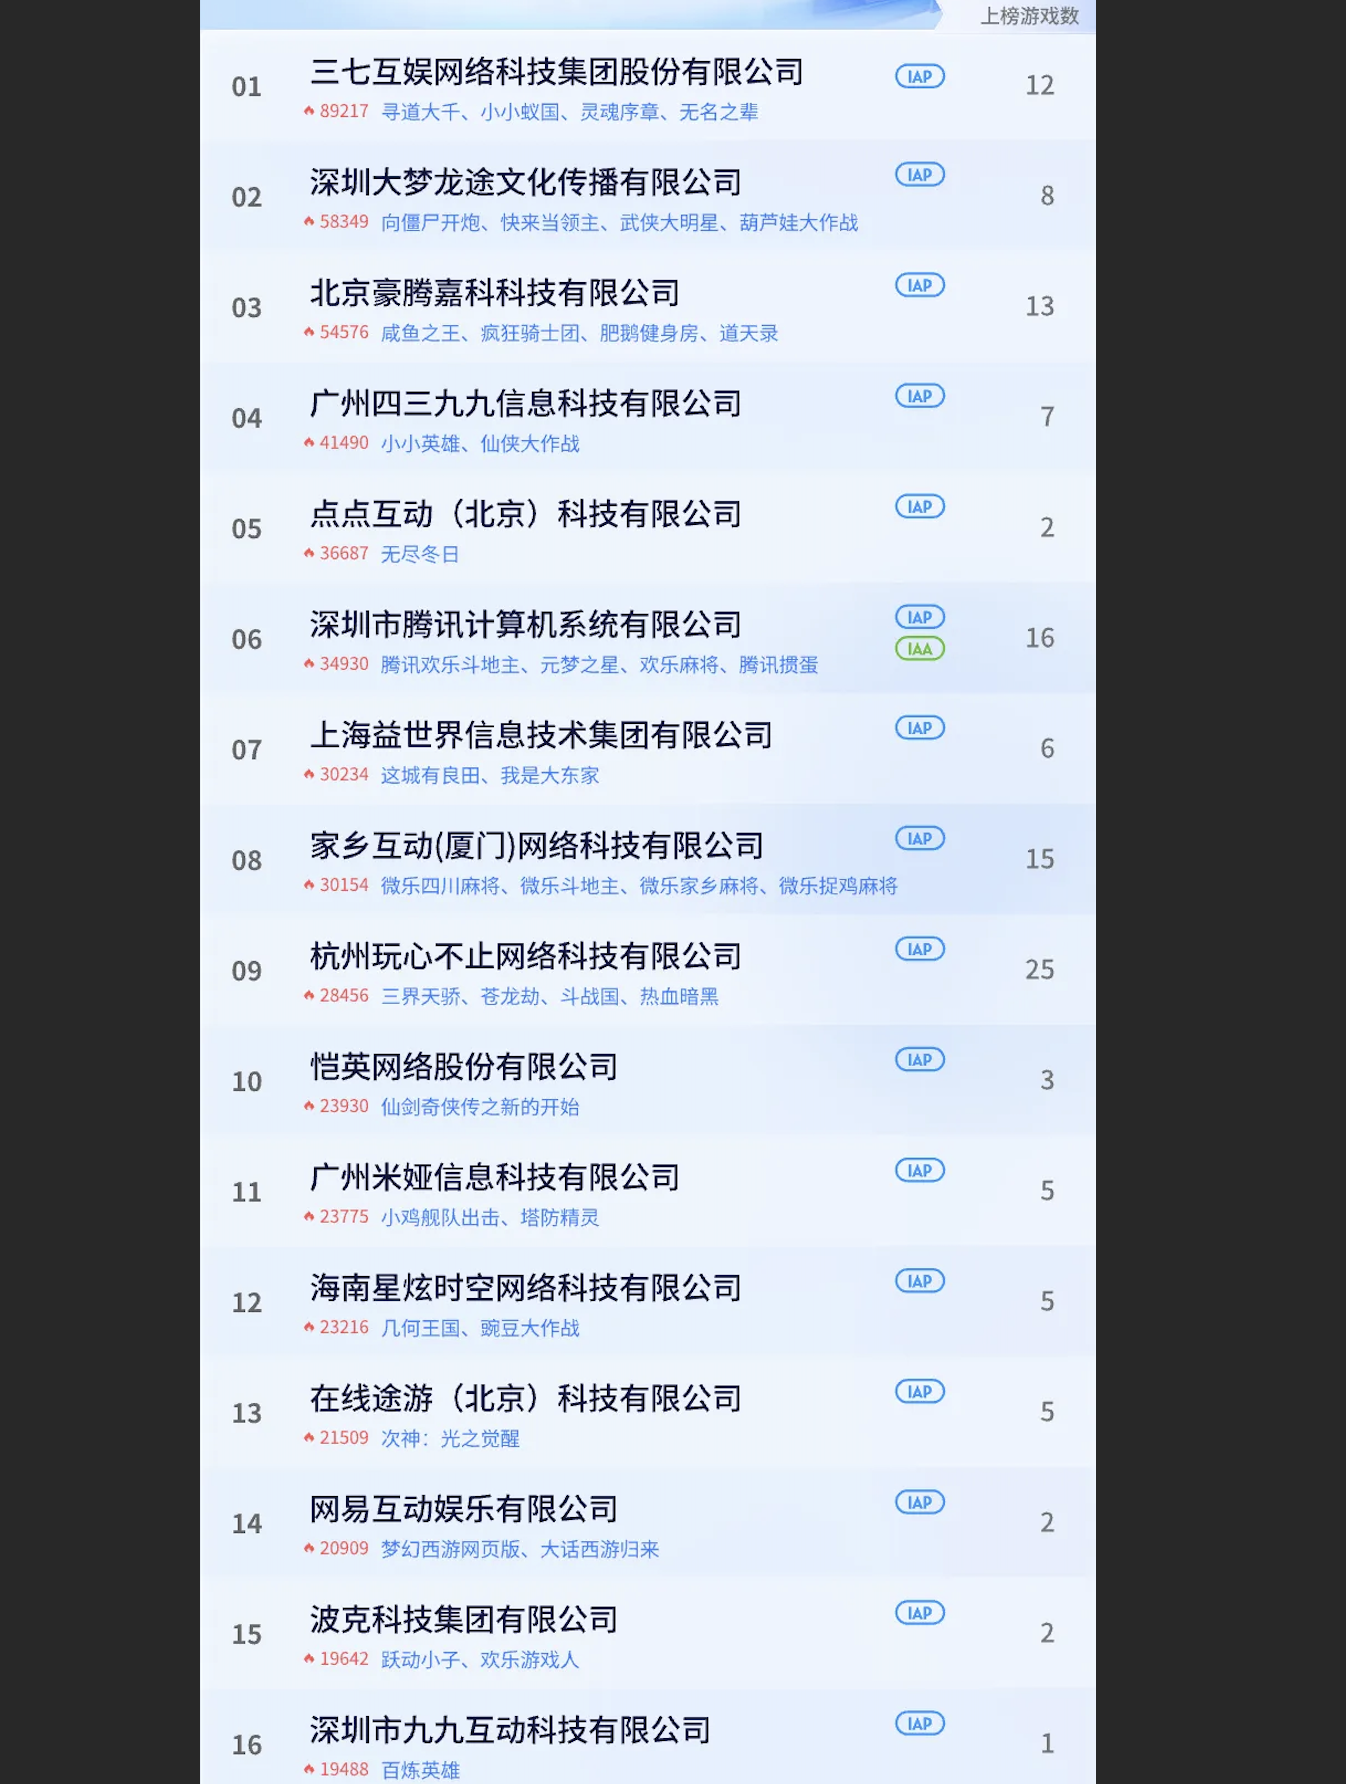 上榜游戏数
01 三七互娱网络科技集团股份有限公司 IAP 12
89217 寻道大千、小小蚁国、灵魂序章、无名之辈
02 深圳大梦龙途文化传播有限公司 IAP 8
58349 向僵尸开炮、快来当领主、武侠大明星、葫芦娃大作战
03 北京豪腾嘉科科技有限公司 IAP 13
54576 咸鱼之王、疯狂骑士团、肥鹅健身房、道天录
04 广州四三九九信息科技有限公司 IAP 7
41490 小小英雄、仙侠大作战
05 点点互动（北京）科技有限公司 IAP 2
36687 无尽冬日
06 深圳市腾讯计算机系统有限公司 IAP IAA 16
34930 腾讯欢乐斗地主、元梦之星、欢乐麻将、腾讯掼蛋
07 上海益世界信息技术集团有限公司 IAP 6
30234 这城有良田、我是大东家
08 家乡互动(厦门)网络科技有限公司 IAP 15
30154 微乐四川麻将、微乐斗地主、微乐家乡麻将、微乐捉鸡麻将
09 杭州玩心不止网络科技有限公司 IAP 25
28456 三界天骄、苍龙劫、斗战国、热血暗黑
10 恺英网络股份有限公司 IAP 3
23930 仙剑奇侠传之新的开始
11 广州米娅信息科技有限公司 IAP 5
23775 小鸡舰队出击、塔防精灵
12 海南星炫时空网络科技有限公司 IAP 5
23216 几何王国、豌豆大作战
13 在线途游（北京）科技有限公司 IAP 5
21509 次神：光之觉醒
14 网易互动娱乐有限公司 IAP 2
20909 梦幻西游网页版、大话西游归来
15 波克科技集团有限公司 IAP 2
19642 跃动小子、欢乐游戏人
16 深圳市九九互动科技有限公司 IAP 1
19488 百炼英雄